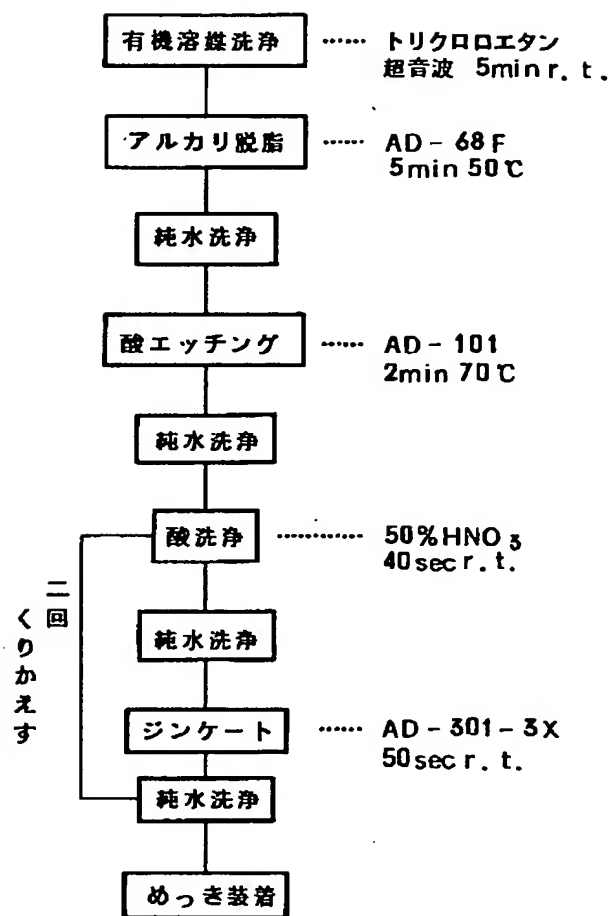 有機溶媒洗浄 …… トリクロロエタン
超音波 5min r. t.
アルカリ脱脂 …… AD-68F
5min 50℃
純水洗浄
酸エッチング …… AD-101
2min 70℃
純水洗浄
酸洗浄 ………… 50%HNO₃
40sec r. t.
純水洗浄
ジンケート …… AD-301-3X
50sec r. t.
純水洗浄
二回
くりかえす
めっき装着